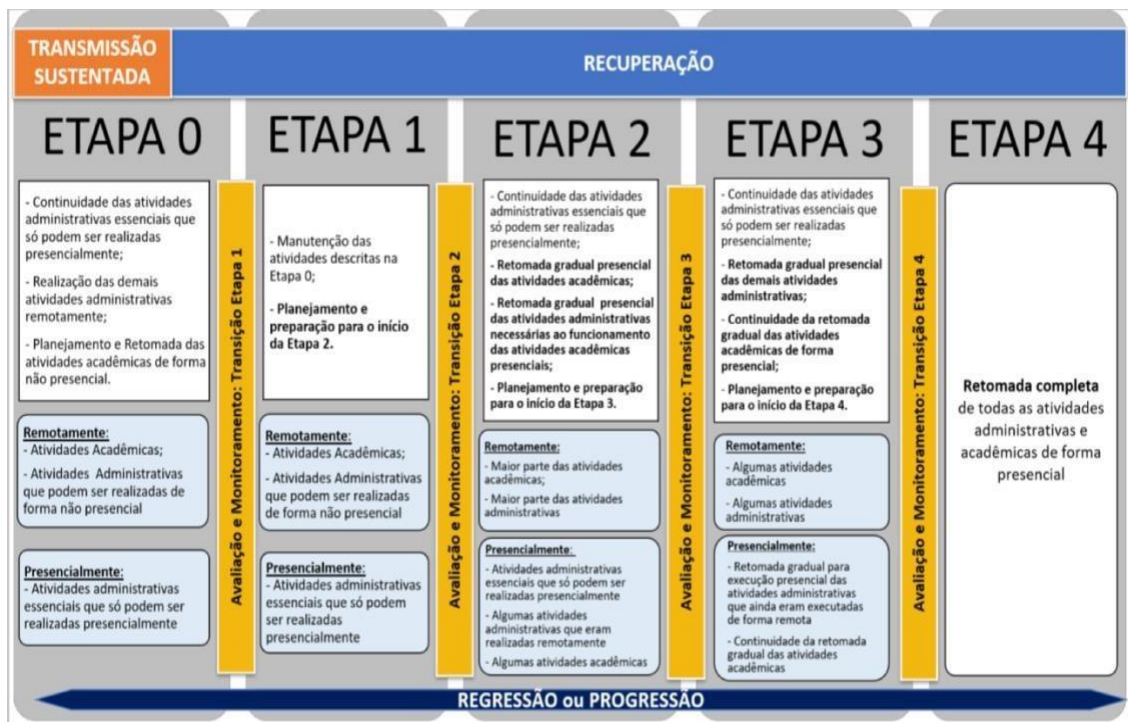 TRANSMISSÃO
SUSTENTADA
RECUPERAÇÃO
ETAPA 0
- Continuidade das atividades
administrativas essenciais que
só podem ser realizadas
presencialmente;
- Realização das demais
atividades administrativas
remotamente;
- Planejamento e Retomada das
atividades acadêmicas de forma
não presencial.
Remotamente:
- Atividades Acadêmicas;
- Atividades Administrativas
que podem ser realizadas de
forma não presencial
Presencialmente:
- Atividades administrativas
essenciais que só podem ser
realizadas presencialmente
Avaliação e Monitoramento: Transição Etapa 1
ETAPA 1
- Manutenção das
atividades descritas na
Etapa 0;
- Planejamento e
preparação para o início
da Etapa 2.
Remotamente:
- Atividades Acadêmicas;
- Atividades Administrativas
que podem ser realizadas
de forma não presencial
Presencialmente:
- Atividades administrativas
essenciais que só podem
ser realizadas
presencialmente
Avaliação e Monitoramento: Transição Etapa 2
ETAPA 2
- Continuidade das atividades
administrativas essenciais que
só podem ser realizadas
presencialmente;
- Retomada gradual presencial
das atividades acadêmicas;
- Retomada gradual presencial
das atividades administrativas
necessárias ao funcionamento
das atividades acadêmicas
presenciais;
- Planejamento e preparação
para o início da Etapa 3.
Remotamente:
- Maior parte das atividades
acadêmicas;
- Maior parte das atividades
administrativas
Presencialmente:
- Atividades administrativas
essenciais que só podem ser
realizadas presencialmente
- Algumas atividades
administrativas que eram
realizadas remotamente
- Algumas atividades acadêmicas
Avaliação e Monitoramento: Transição Etapa 3
ETAPA 3
- Continuidade das atividades
administrativas essenciais que
só podem ser realizadas
presencialmente;
- Retomada gradual presencial
das demais atividades
administrativas;
- Continuidade da retomada
gradual das atividades
acadêmicas de forma
presencial;
- Planejamento e preparação
para o início da Etapa 4.
Remotamente:
- Algumas atividades
acadêmicas
- Algumas atividades
administrativas
Presencialmente:
- Retomada gradual para
execução presencial das
atividades administrativas
que ainda eram executadas
de forma remota
- Continuidade da retomada
gradual das atividades
acadêmicas
Avaliação e Monitoramento: Transição Etapa 4
ETAPA 4
Retomada completa
de todas as atividades
administrativas e
acadêmicas de forma
presencial
REGRESSÃO ou PROGRESSÃO